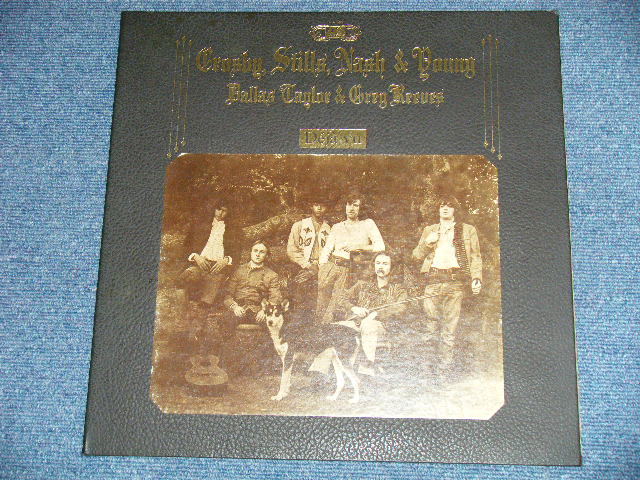 Crosby, Stills, Nash & Young
Dallas Taylor & Greg Reeves
Déjà vu